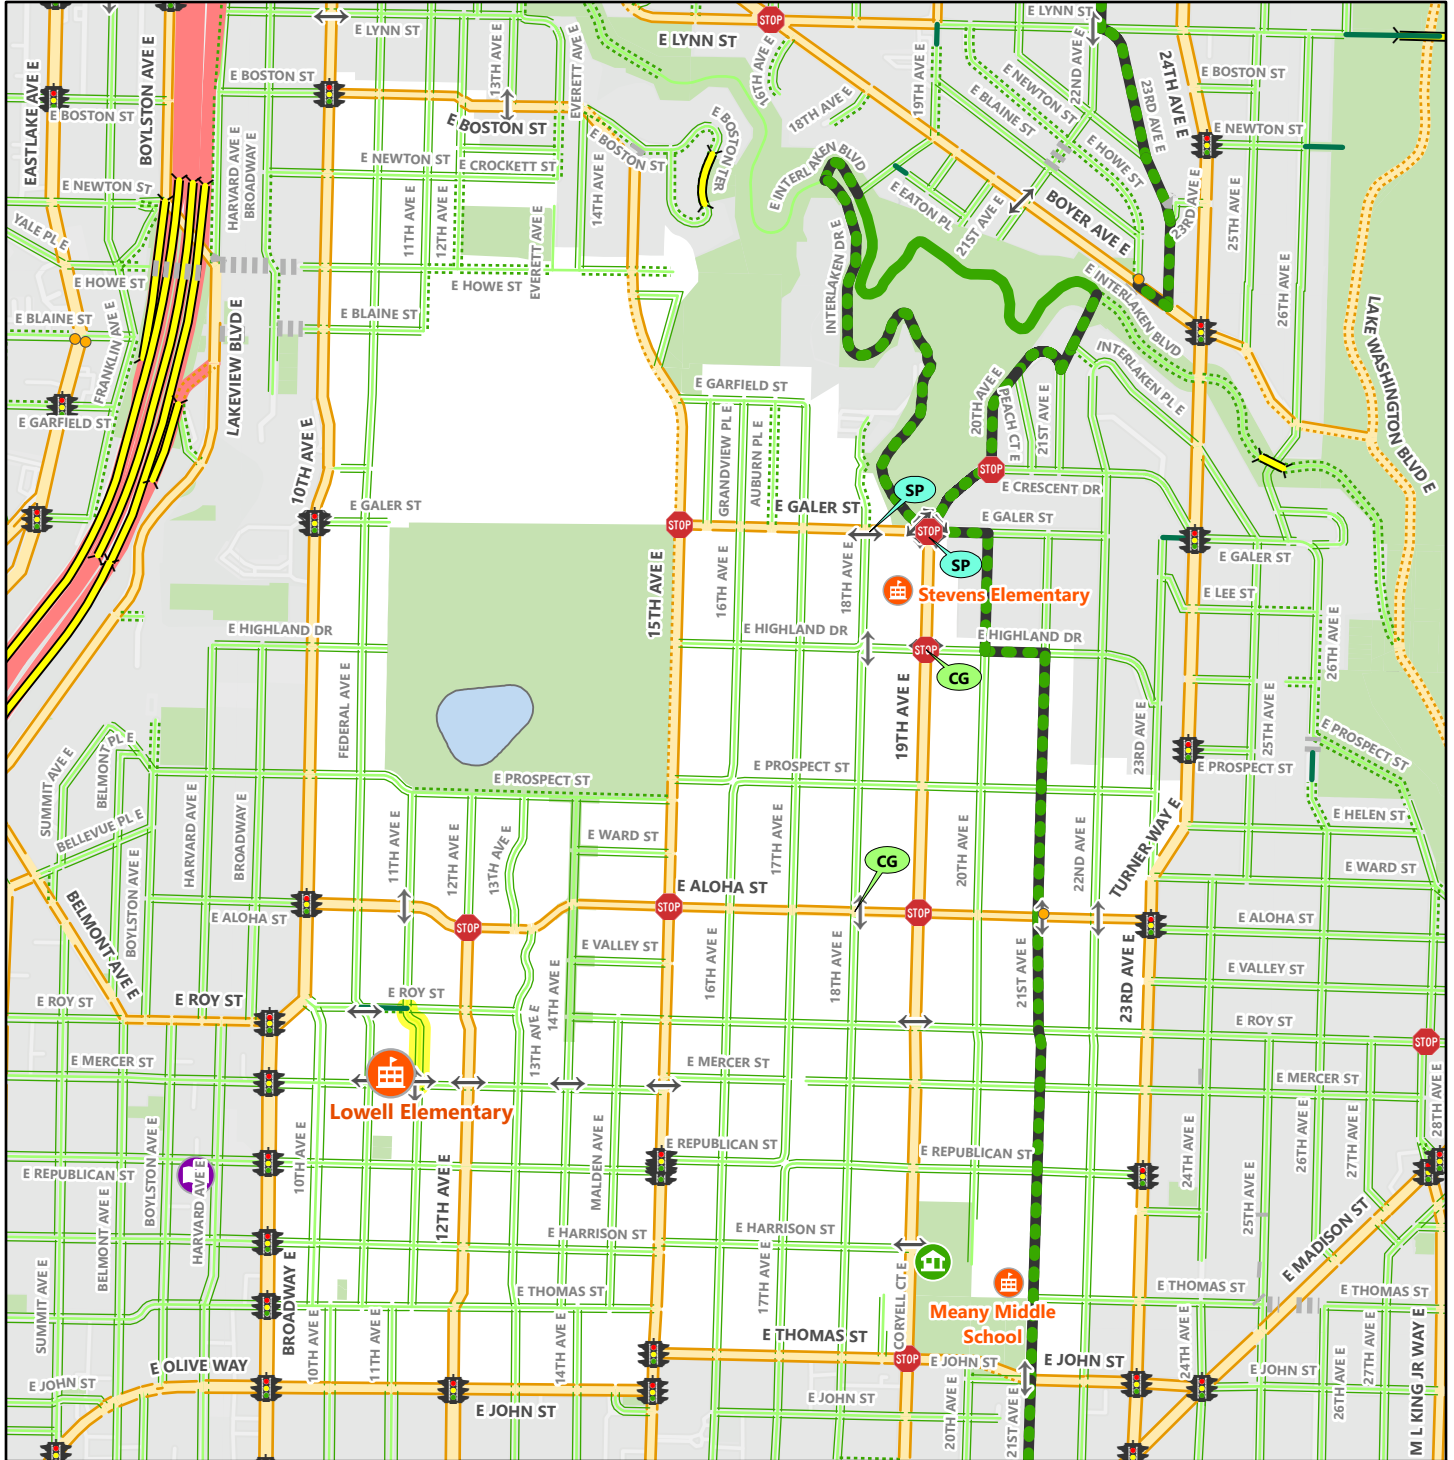 E LYNN ST
E LYNN ST
E LYNN ST
STOP
EASTLAKE AVE E
BOYLSTON AVE E
E BOSTON ST
E BOSTON ST
E BOSTON ST
E BOSTON ST
13TH AVE E
EVERETT AVE E
16TH AVE E
18TH AVE E
19TH AVE E
22ND AVE E
24TH AVE E
23RD AVE E
E BOSTON ST
E NEWTON ST
E BLAINE ST
E HOWE ST
E NEWTON ST
HARVARD AVE E
BROADWAY E
E NEWTON ST
E CROCKETT ST
E NEWTON ST
14TH AVE E
E BOSTON TER
E INTERLAKEN BLVD
E EATON PL
21ST AVE E
BOYER AVE E
23RD AVE E
25TH AVE E
26TH AVE E
YALE PL E
E HOWE ST
11TH AVE E
12TH AVE E
EVERETT AVE E
E HOWE ST
E BLAINE ST
E BLAINE ST
FRANKLIN AVE E
LAKEVIEW BLVD E
INTERLAKEN DR E
E INTERLAKEN BLVD
INTERLAKEN PL E
LAKE WASHINGTON BLVD E
E GARFIELD ST
E GARFIELD ST
GRANDVIEW PL E
AUBURN PL E
20TH AVE E
PEACH CT E
21ST AVE E
E CRESCENT DR
STOP
10TH AVE E
E GALER ST
E GALER ST
E GALER ST
E GALER ST
STOP
STOP
SP
SP
15TH AVE E
16TH AVE E
18TH AVE E
Stevens Elementary
E LEE ST
E HIGHLAND DR
E HIGHLAND DR
E HIGHLAND DR
STOP
CG
26TH AVE E
FEDERAL AVE E
19TH AVE E
23RD AVE E
25TH AVE E
E PROSPECT ST
E PROSPECT ST
E PROSPECT ST
E PROSPECT ST
SUMMIT AVE E
BELMONT PL E
BELLEVUE PL E
HARVARD AVE E
BROADWAY E
BOYLSTON AVE E
11TH AVE E
12TH AVE E
13TH AVE E
E WARD ST
17TH AVE E
20TH AVE E
22ND AVE E
TURNER WAY E
E HELEN ST
E WARD ST
CG
E ALOHA ST
E ALOHA ST
E ALOHA ST
STOP
STOP
STOP
BELMONT AVE E
E VALLEY ST
E VALLEY ST
16TH AVE E
18TH AVE E
21ST AVE E
23RD AVE E
E ROY ST
E ROY ST
E ROY ST
E ROY ST
14TH AVE E
13TH AVE E
STOP
E MERCER ST
E MERCER ST
E MERCER ST
Lowell Elementary
E REPUBLICAN ST
E REPUBLICAN ST
E REPUBLICAN ST
BOYLSTON AVE E
BELMONT AVE E
HARVARD AVE E
10TH AVE E
12TH AVE E
MALDEN AVE E
24TH AVE E
25TH AVE E
26TH AVE E
27TH AVE E
28TH AVE E
E HARRISON ST
E HARRISON ST
E MADISON ST
SUMMIT AVE E
BROADWAY E
E THOMAS ST
E THOMAS ST
E THOMAS ST
E THOMAS ST
17TH AVE E
CORYELL CT E
Meany Middle
School
10TH AVE E
11TH AVE E
14TH AVE E
STOP
E OLIVE WAY
E JOHN ST
E JOHN ST
E JOHN ST
E JOHN ST
E JOHN ST
E JOHN ST
20TH AVE E
21ST AVE E
24TH AVE E
26TH AVE E
27TH AVE E
M L KING JR WAY E